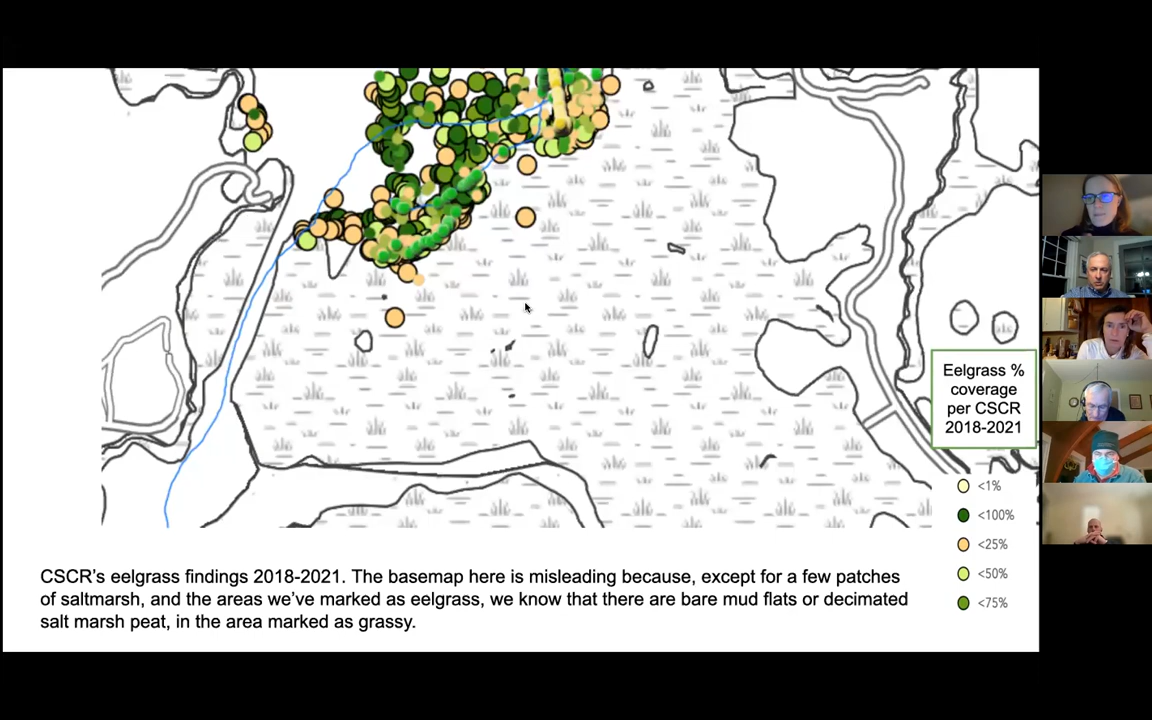 Eelgrass %
coverage
per CSCR
2018-2021
<1%
<100%
<25%
<50%
<75%
CSCR's eelgrass findings 2018-2021. The basemap here is misleading because, except for a few patches
of saltmarsh, and the areas we've marked as eelgrass, we know that there are bare mud flats or decimated
salt marsh peat, in the area marked as grassy.